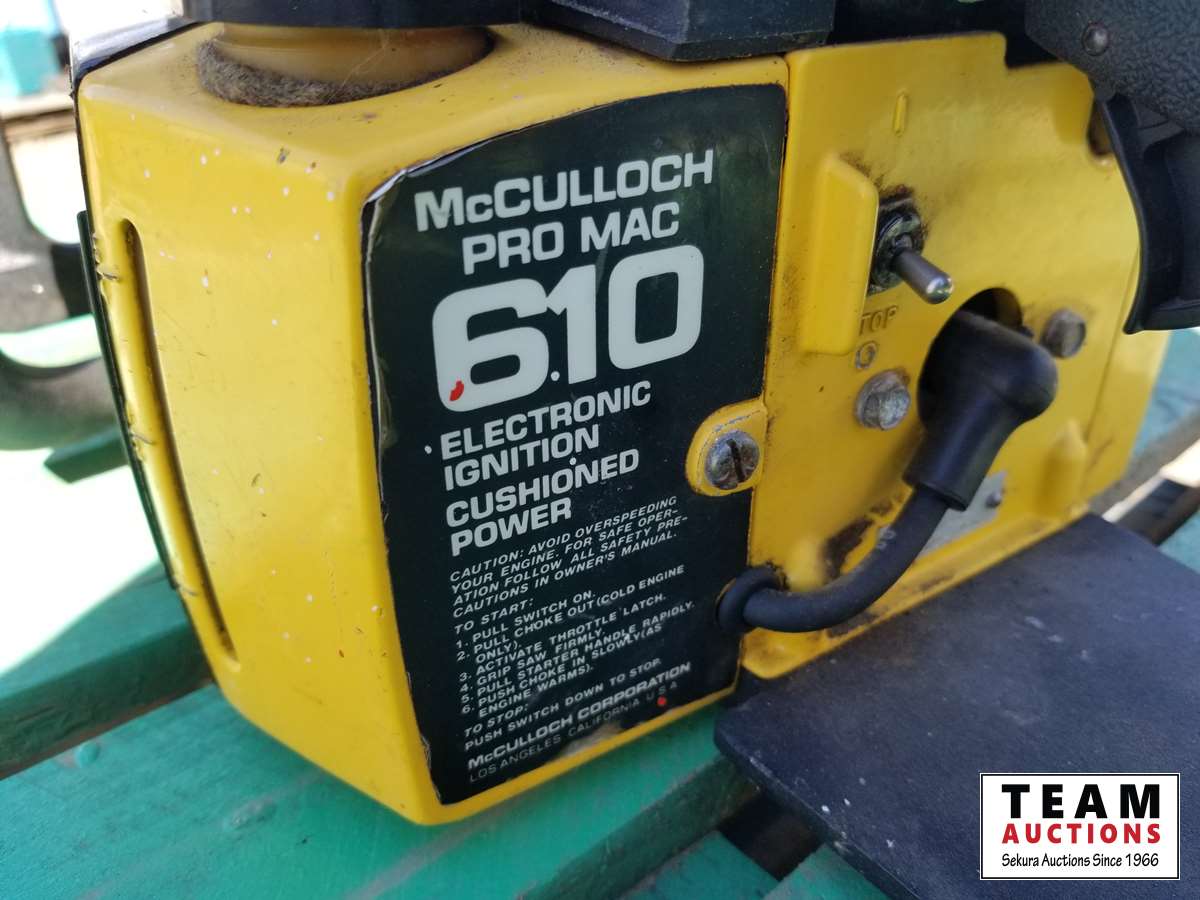 McCULLOCH
PRO MAC
610
ELECTRONIC
IGNITION
CUSHIONED
POWER
CAUTION: AVOID OVERSPEEDING
YOUR ENGINE. FOR SAFE OPER-
ATION FOLLOW ALL SAFETY PRE-
CAUTIONS IN OWNER'S MANUAL.
TO START:
1. PULL SWITCH ON.
2. PULL CHOKE OUT (COLD ENGINE
ONLY).
3. ACTIVATE THROTTLE LATCH.
4. GRIP SAW FIRMLY.
5. PULL STARTER HANDLE RAPIDLY.
6. PUSH CHOKE IN SLOWLY (AS
ENGINE WARMS).
TO STOP:
PUSH SWITCH DOWN TO STOP.
McCULLOCH CORPORATION
LOS ANGELES, CALIFORNIA U.S.A
I
TOP
O
TEAM
AUCTIONS
Sekura Auctions Since 1966